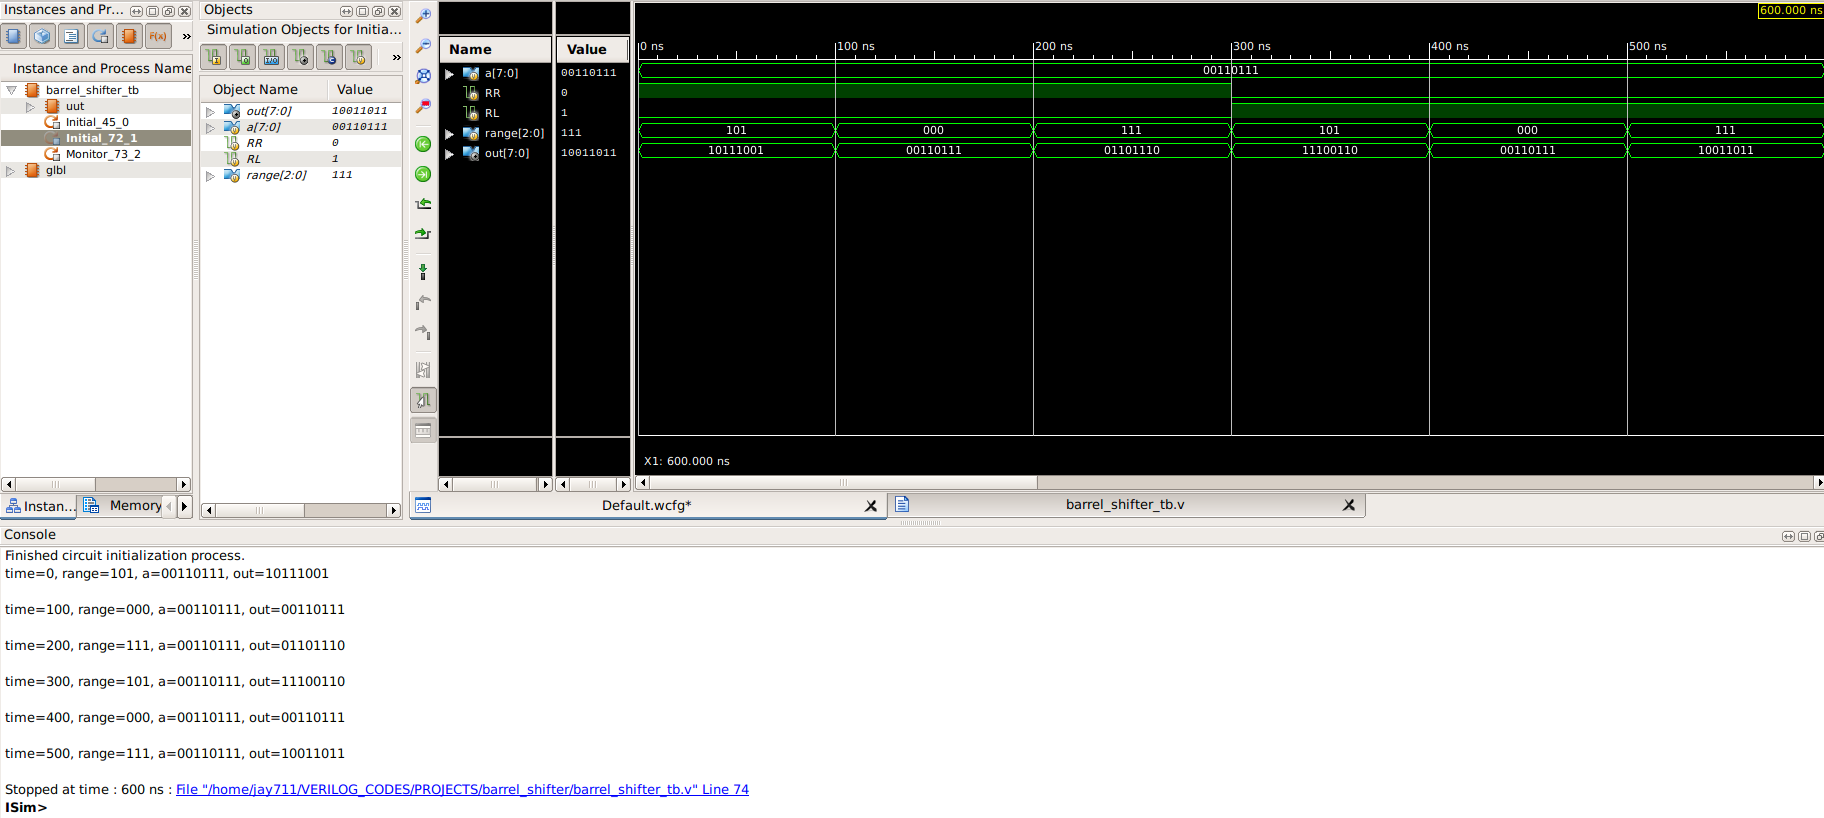 Instances and Pr...
F(x)
»
Instance and Process Name
barrel_shifter_tb
uut
Initial_45_0
Initial_72_1
Monitor_73_2
glbl
Instan...
Memory
Objects
Simulation Objects for Initia...
»
Object Name Value
out[7:0] 10011011
a[7:0] 00110111
RR 0
RL 1
range[2:0] 111
Name Value
a[7:0] 00110111
RR 0
RL 1
range[2:0] 111
out[7:0] 10011011
600.000 ns
0 ns 100 ns 200 ns 300 ns 400 ns 500 ns
00110111
101 000 111 101 000 111
10111001 00110111 01101110 11100110 00110111 10011011
X1: 600.000 ns
Default.wcfg*
barrel_shifter_tb.v
Console
Finished circuit initialization process.
time=0, range=101, a=00110111, out=10111001
time=100, range=000, a=00110111, out=00110111
time=200, range=111, a=00110111, out=01101110
time=300, range=101, a=00110111, out=11100110
time=400, range=000, a=00110111, out=00110111
time=500, range=111, a=00110111, out=10011011
Stopped at time : 600 ns : File "/home/jay711/VERILOG_CODES/PROJECTS/barrel_shifter/barrel_shifter_tb.v" Line 74
ISim>